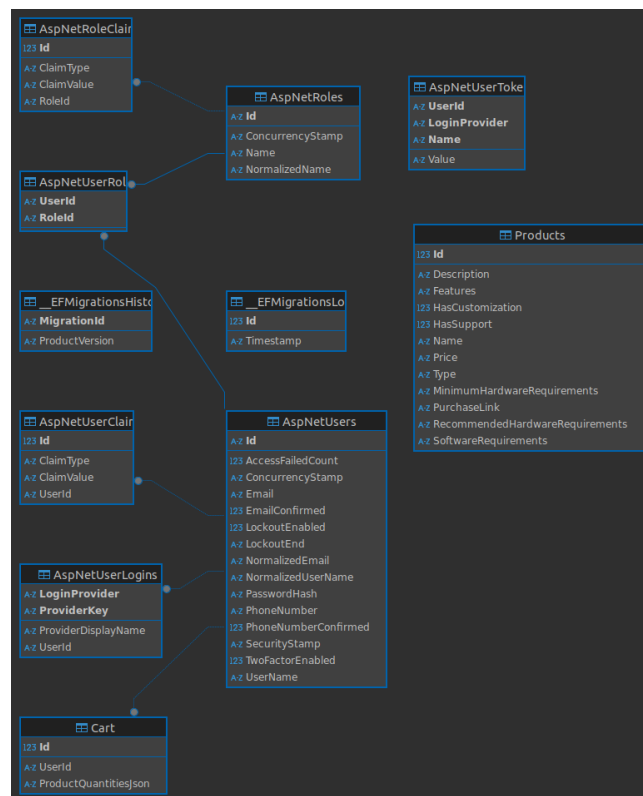 AspNetRoleClair
123 Id
A-Z ClaimType
A-Z ClaimValue
A-Z RoleId
AspNetRoles
A-Z Id
A-Z ConcurrencyStamp
A-Z Name
A-Z NormalizedName
AspNetUserToke
A-Z UserId
A-Z LoginProvider
A-Z Name
A-Z Value
AspNetUserRol
A-Z UserId
A-Z RoleId
Products
123 Id
A-Z Description
A-Z Features
123 HasCustomization
123 HasSupport
A-Z Name
A-Z Price
A-Z Type
A-Z MinimumHardwareRequirements
A-Z PurchaseLink
A-Z RecommendedHardwareRequirements
A-Z SoftwareRequirements
__EFMigrationsHisto
A-Z MigrationId
A-Z ProductVersion
__EFMigrationsLo
123 Id
A-Z Timestamp
AspNetUserClair
123 Id
A-Z ClaimType
A-Z ClaimValue
A-Z UserId
AspNetUsers
A-Z Id
123 AccessFailedCount
A-Z ConcurrencyStamp
A-Z Email
123 EmailConfirmed
123 LockoutEnabled
A-Z LockoutEnd
A-Z NormalizedEmail
A-Z NormalizedUserName
A-Z PasswordHash
A-Z PhoneNumber
123 PhoneNumberConfirmed
A-Z SecurityStamp
123 TwoFactorEnabled
A-Z UserName
AspNetUserLogins
A-Z LoginProvider
A-Z ProviderKey
A-Z ProviderDisplayName
A-Z UserId
Cart
123 Id
A-Z UserId
A-Z ProductQuantitiesJson